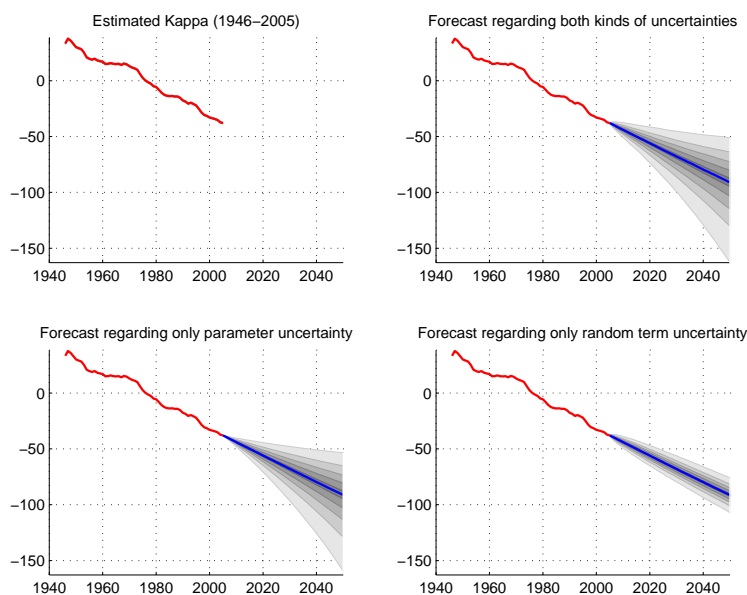 Estimated Kappa (1946−2005)
0
−50
−100
−150
1940 1960 1980 2000 2020 2040
Forecast regarding both kinds of uncertainties
0
−50
−100
−150
1940 1960 1980 2000 2020 2040
Forecast regarding only parameter uncertainty
0
−50
−100
−150
1940 1960 1980 2000 2020 2040
Forecast regarding only random term uncertainty
0
−50
−100
−150
1940 1960 1980 2000 2020 2040